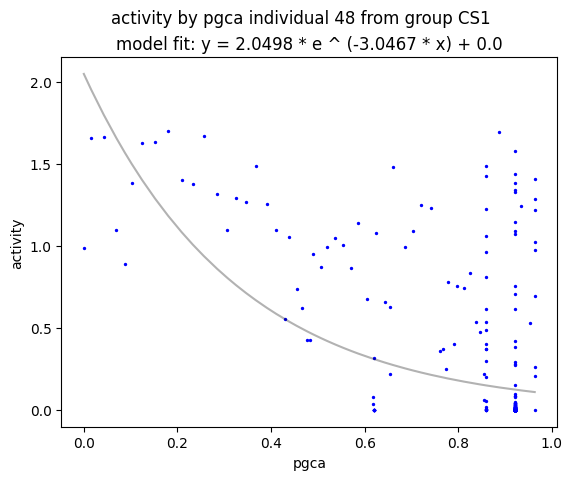 activity by pgca individual 48 from group CS1
model fit: y = 2.0498 * e ^ (-3.0467 * x) + 0.0
2.0
1.5
1.0
0.5
0.0
activity
0.0 0.2 0.4 0.6 0.8 1.0
pgca